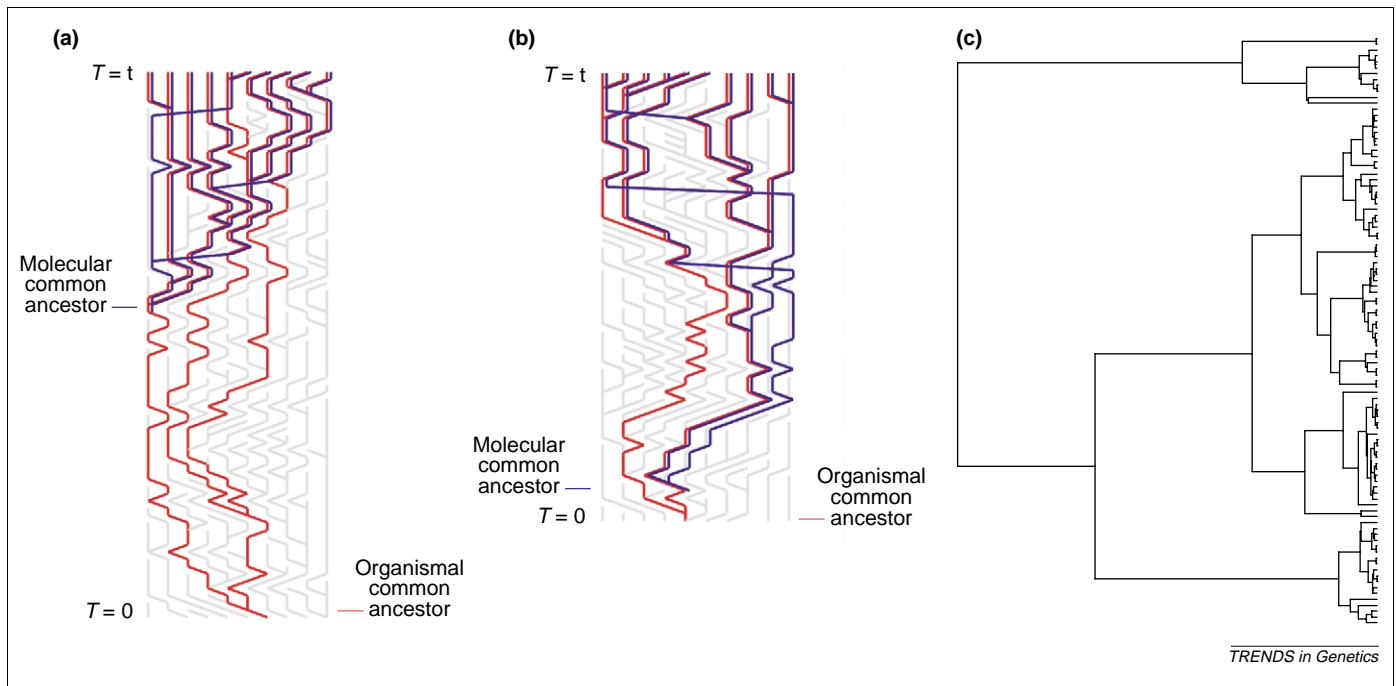 (a)
T = t
Molecular
common
ancestor
T = 0
Organismal
common
ancestor
(b)
T = t
Molecular
common
ancestor
T = 0
Organismal
common
ancestor
(c)
TRENDS in Genetics